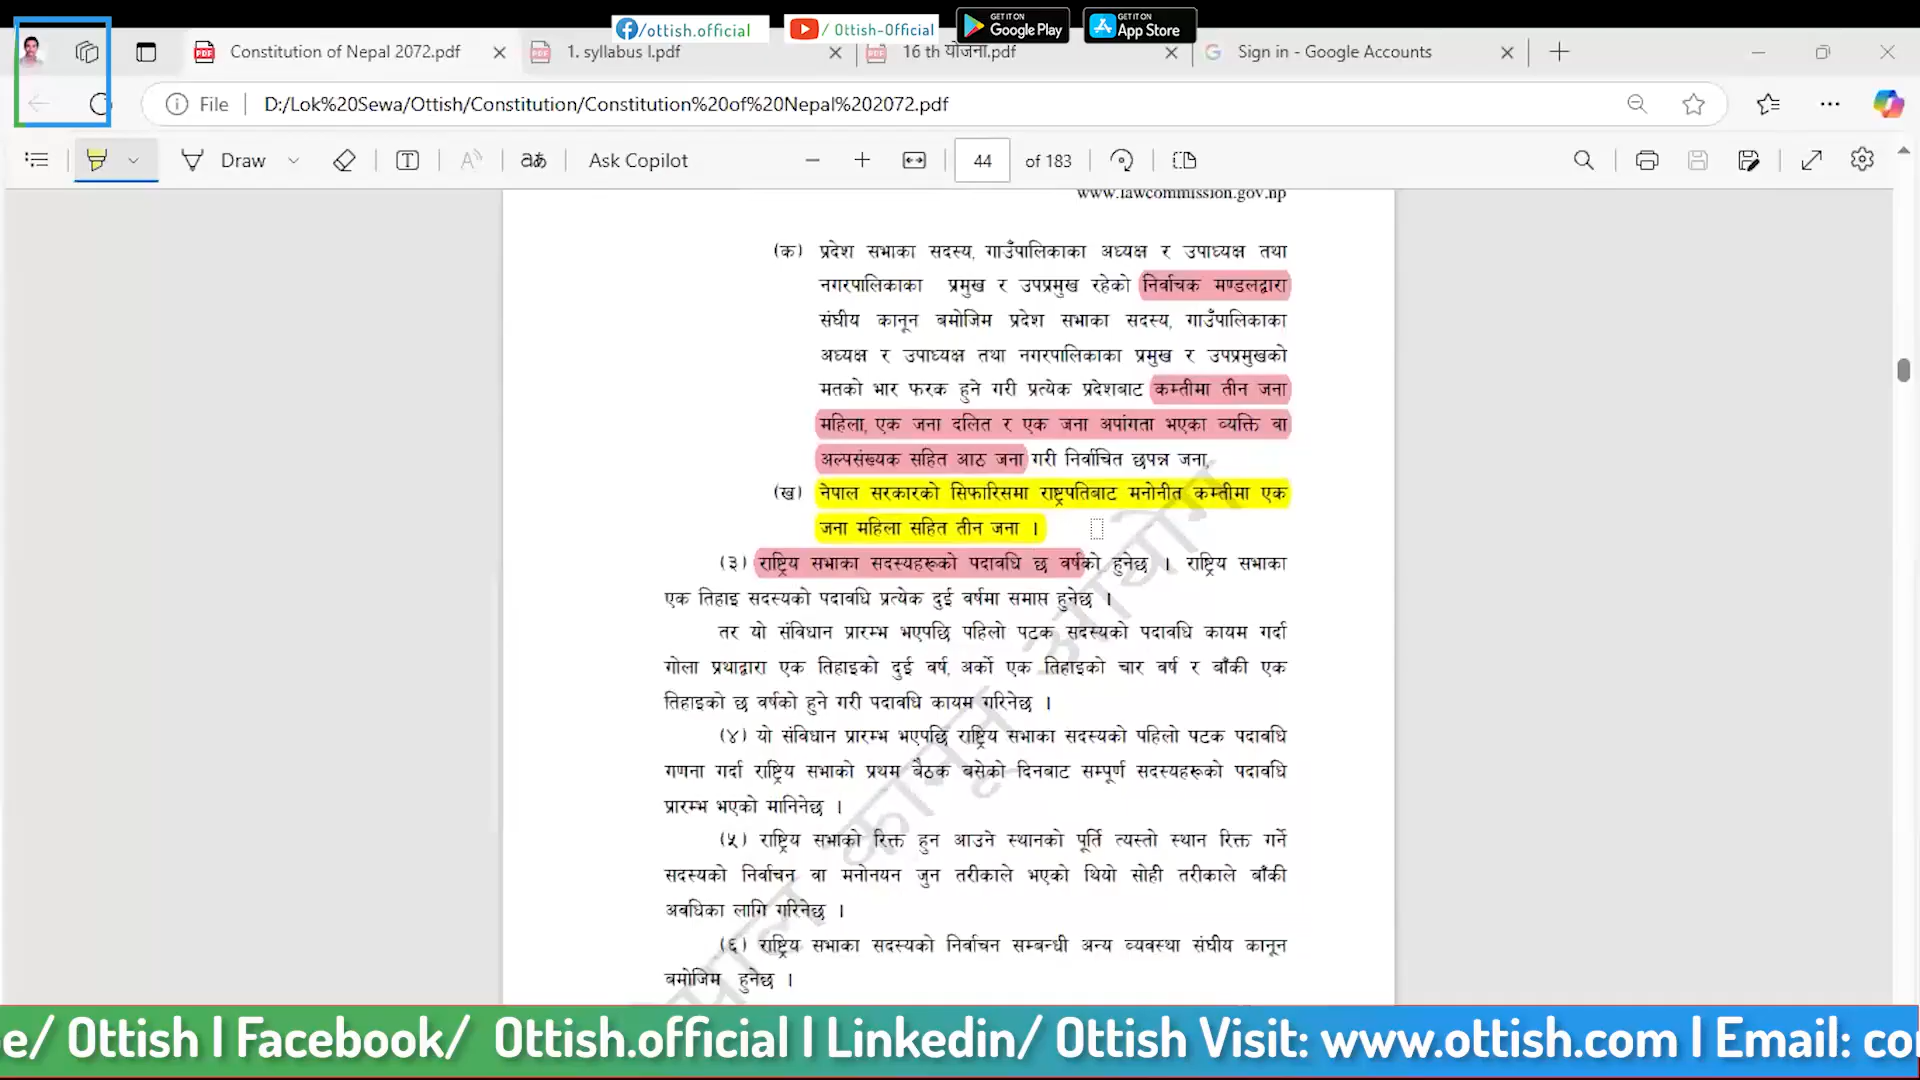 /ottish.official
/ Ottish-Official
GET IT ON
Google Play
GET IT ON
App Store
Constitution of Nepal 2072.pdf
1. syllabus I.pdf
16 th योजना.pdf
Sign in - Google Accounts
File
D:/Lok%20Sewa/Ottish/Constitution/Constitution%20of%20Nepal%202072.pdf
Draw
Ask Copilot
44
of 183
www.lawcommission.gov.np
(क) प्रदेश सभाका सदस्य, गाउँपालिकाका अध्यक्ष र उपाध्यक्ष तथा
नगरपालिकाका प्रमुख र उपप्रमुख रहेको निर्वाचक मण्डलद्वारा
संघीय कानून बमोजिम प्रदेश सभाका सदस्य, गाउँपालिकाका
अध्यक्ष र उपाध्यक्ष तथा नगरपालिकाका प्रमुख र उपप्रमुखको
मतको भार फरक हुने गरी प्रत्येक प्रदेशबाट कम्तीमा तीन जना
महिला, एक जना दलित र एक जना अपांगता भएका व्यक्ति वा
अल्पसंख्यक सहित आठ जना गरी निर्वाचित छपन्न जना,
(ख) नेपाल सरकारको सिफारिसमा राष्ट्रपतिबाट मनोनीत कम्तीमा एक
जना महिला सहित तीन जना ।
(३) राष्ट्रिय सभाका सदस्यहरूको पदावधि छ वर्षको हुनेछ । राष्ट्रिय सभाका
एक तिहाइ सदस्यको पदावधि प्रत्येक दुई वर्षमा समाप्त हुनेछ ।
तर यो संविधान प्रारम्भ भएपछि पहिलो पटक सदस्यको पदावधि कायम गर्दा
गोला प्रथाद्वारा एक तिहाइको दुई वर्ष, अर्को एक तिहाइको चार वर्ष र बाँकी एक
तिहाइको छ वर्षको हुने गरी पदावधि कायम गरिनेछ ।
(४) यो संविधान प्रारम्भ भएपछि राष्ट्रिय सभाका सदस्यको पहिलो पटक पदावधि
गणना गर्दा राष्ट्रिय सभाको प्रथम बैठक बसेको दिनबाट सम्पूर्ण सदस्यहरूको पदावधि
प्रारम्भ भएको मानिनेछ ।
(५) राष्ट्रिय सभाको रिक्त हुन आउने स्थानको पूर्ति त्यस्तो स्थान रिक्त गर्ने
सदस्यको निर्वाचन वा मनोनयन जुन तरीकाले भएको थियो सोही तरीकाले बाँकी
अवधिका लागि गरिनेछ ।
(६) राष्ट्रिय सभाका सदस्यको निर्वाचन सम्बन्धी अन्य व्यवस्था संघीय कानून
बमोजिम हुनेछ ।
e/ Ottish l Facebook/ Ottish.official l Linkedin/ Ottish Visit: www.ottish.com l Email: co